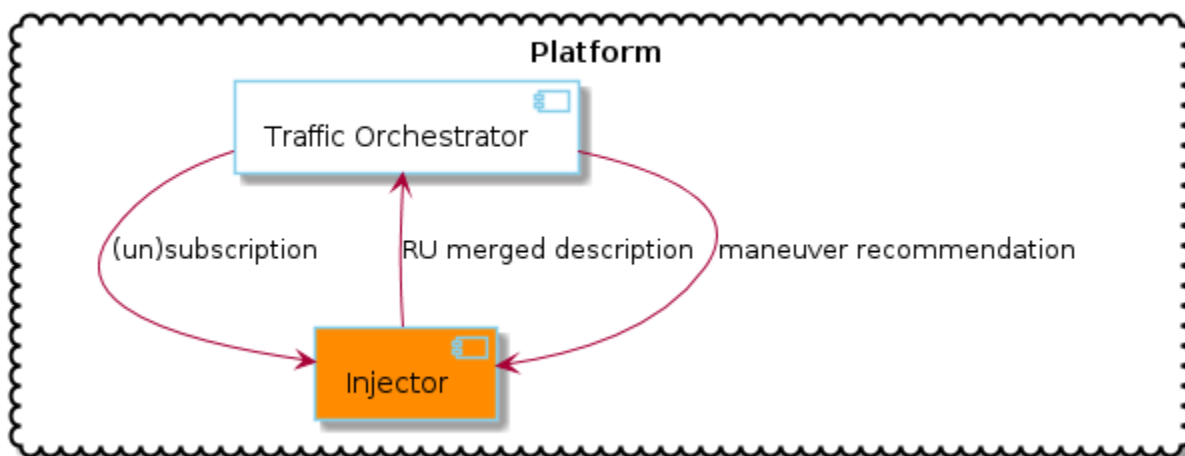 Platform
Traffic Orchestrator
(un)subscription
RU merged description
maneuver recommendation
Injector